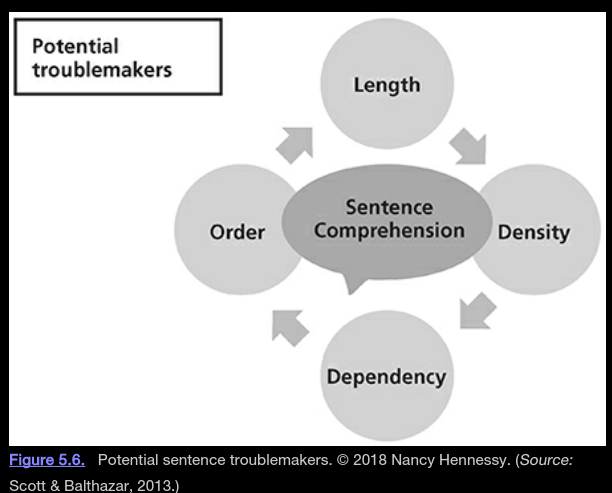 Potential
troublemakers
Length
Order
Sentence
Comprehension
Density
Dependency
Figure 5.6. Potential sentence troublemakers. © 2018 Nancy Hennessy. (Source:
Scott & Balthazar, 2013.)